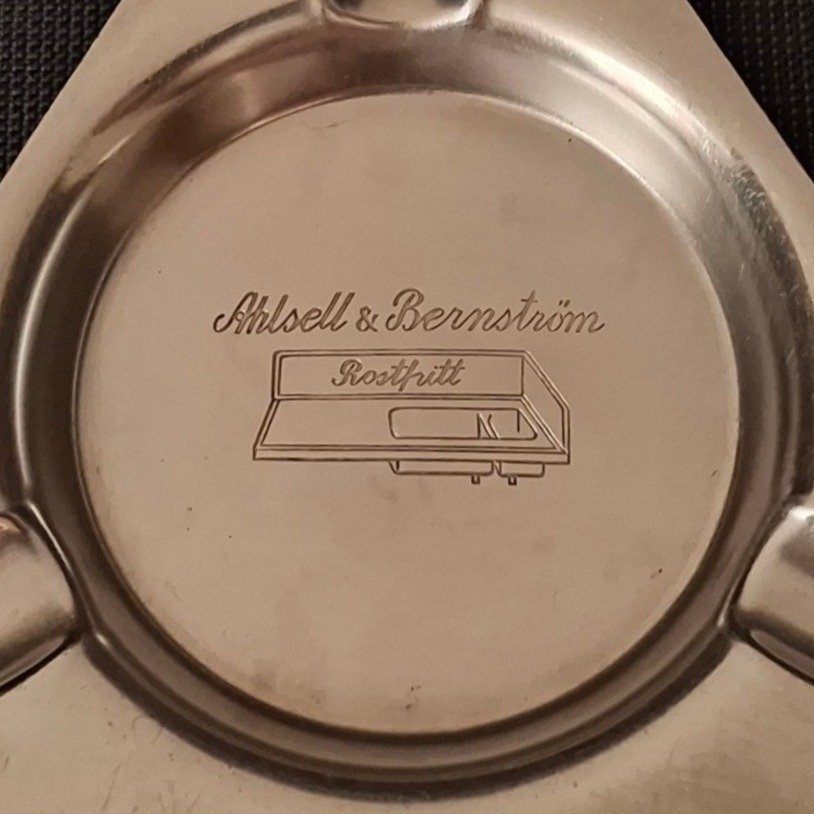 Ahlsell & Bernström
Rostfritt